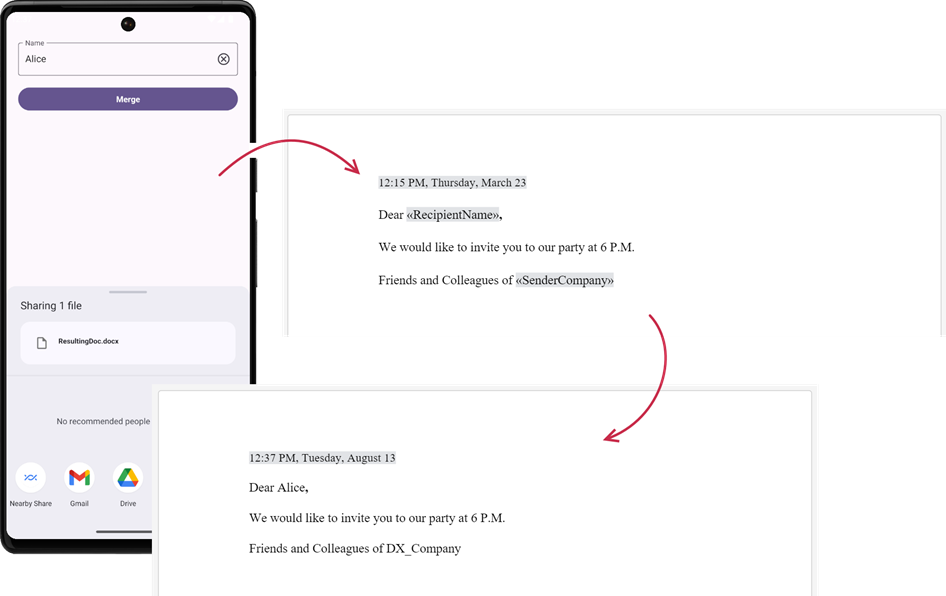 Name
Alice
Merge
12:15 PM, Thursday, March 23
Dear «RecipientName»,
We would like to invite you to our party at 6 P.M.
Friends and Colleagues of «SenderCompany»
Sharing 1 file
ResultingDoc.docx
No recommended people
Nearby Share
Gmail
Drive
12:37 PM, Tuesday, August 13
Dear Alice,
We would like to invite you to our party at 6 P.M.
Friends and Colleagues of DX_Company